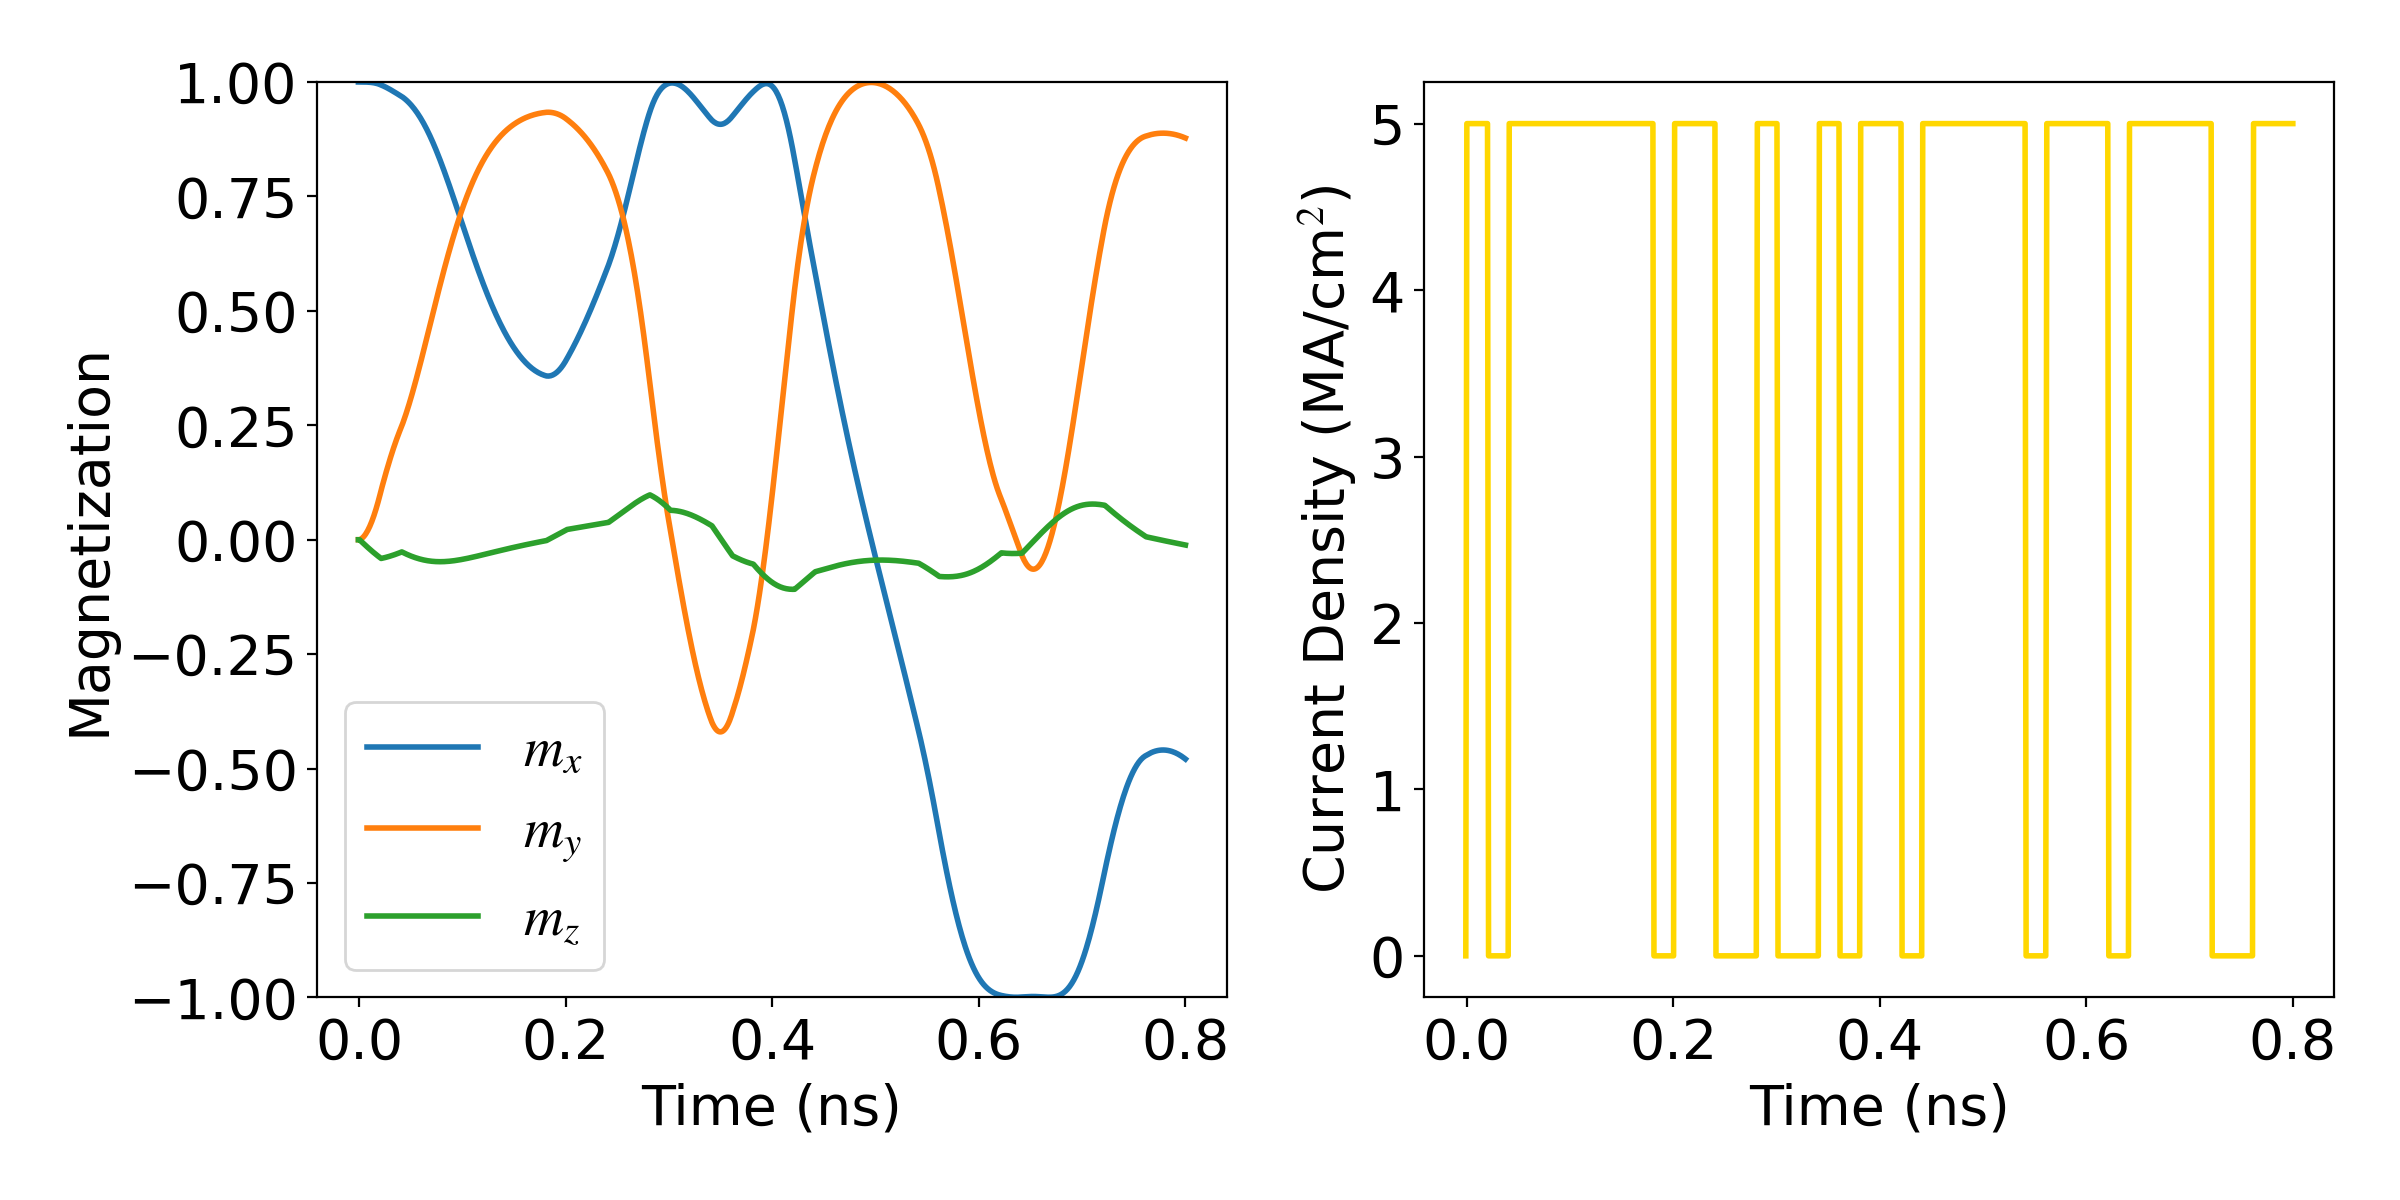 Magnetization
1.00
0.75
0.50
0.25
0.00
−0.25
−0.50
−0.75
−1.00
m_x
m_y
m_z
0.0 0.2 0.4 0.6 0.8
Time (ns)
Current Density (MA/cm²)
5
4
3
2
1
0
0.0 0.2 0.4 0.6 0.8
Time (ns)